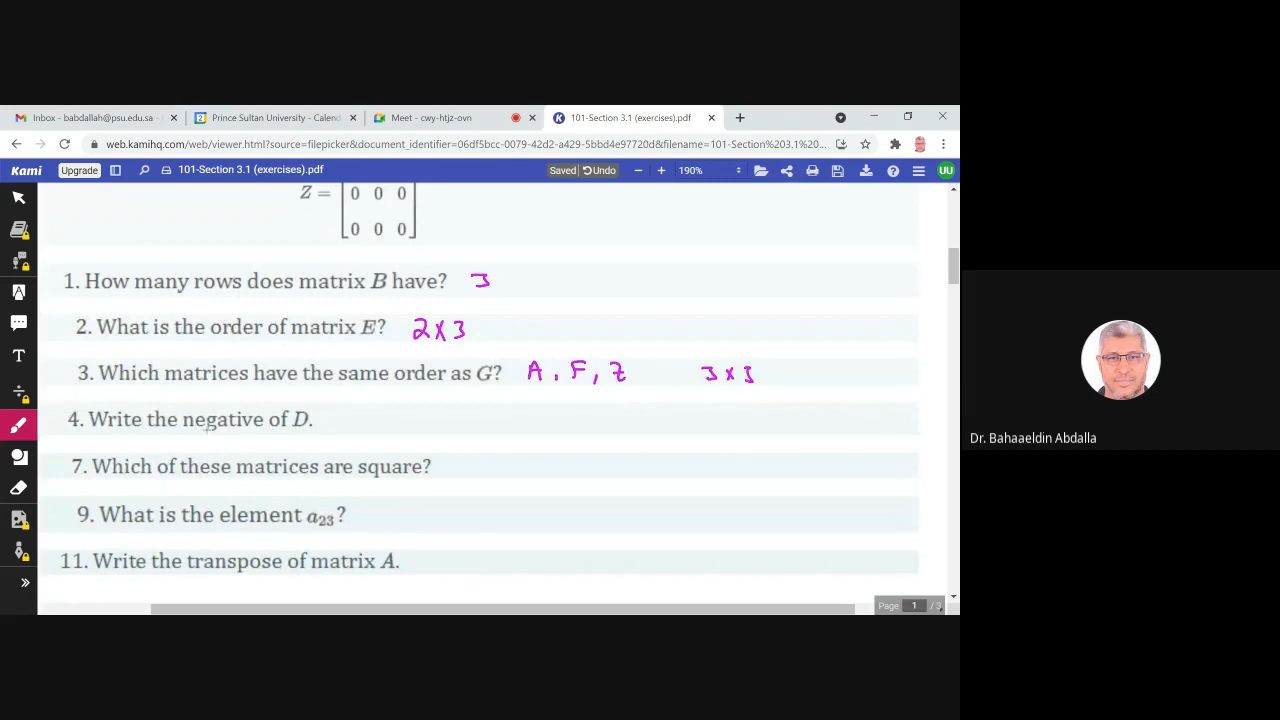 Inbox - babdallah@psu.edu.sa - Prince Sultan University - Calend Meet - cwy-htjz-ovn 101-Section 3.1 (exercises).pdf
web.kamihq.com/web/viewer.html?source=filepicker&document_identifier=06df5bcc-0079-42d2-a429-5bbd4e97720d&filename=101-Section%203.1%20...
Kami Upgrade 101-Section 3.1 (exercises).pdf Saved Undo 190% UU
Z = [0 0 0
0 0 0]
1. How many rows does matrix B have? 3
2. What is the order of matrix E? 2 x 3
3. Which matrices have the same order as G? A, F, Z 3 x 3
4. Write the negative of D.
7. Which of these matrices are square?
9. What is the element a₂₃?
11. Write the transpose of matrix A.
Page 1 / 3
Dr. Bahaaeldin Abdalla